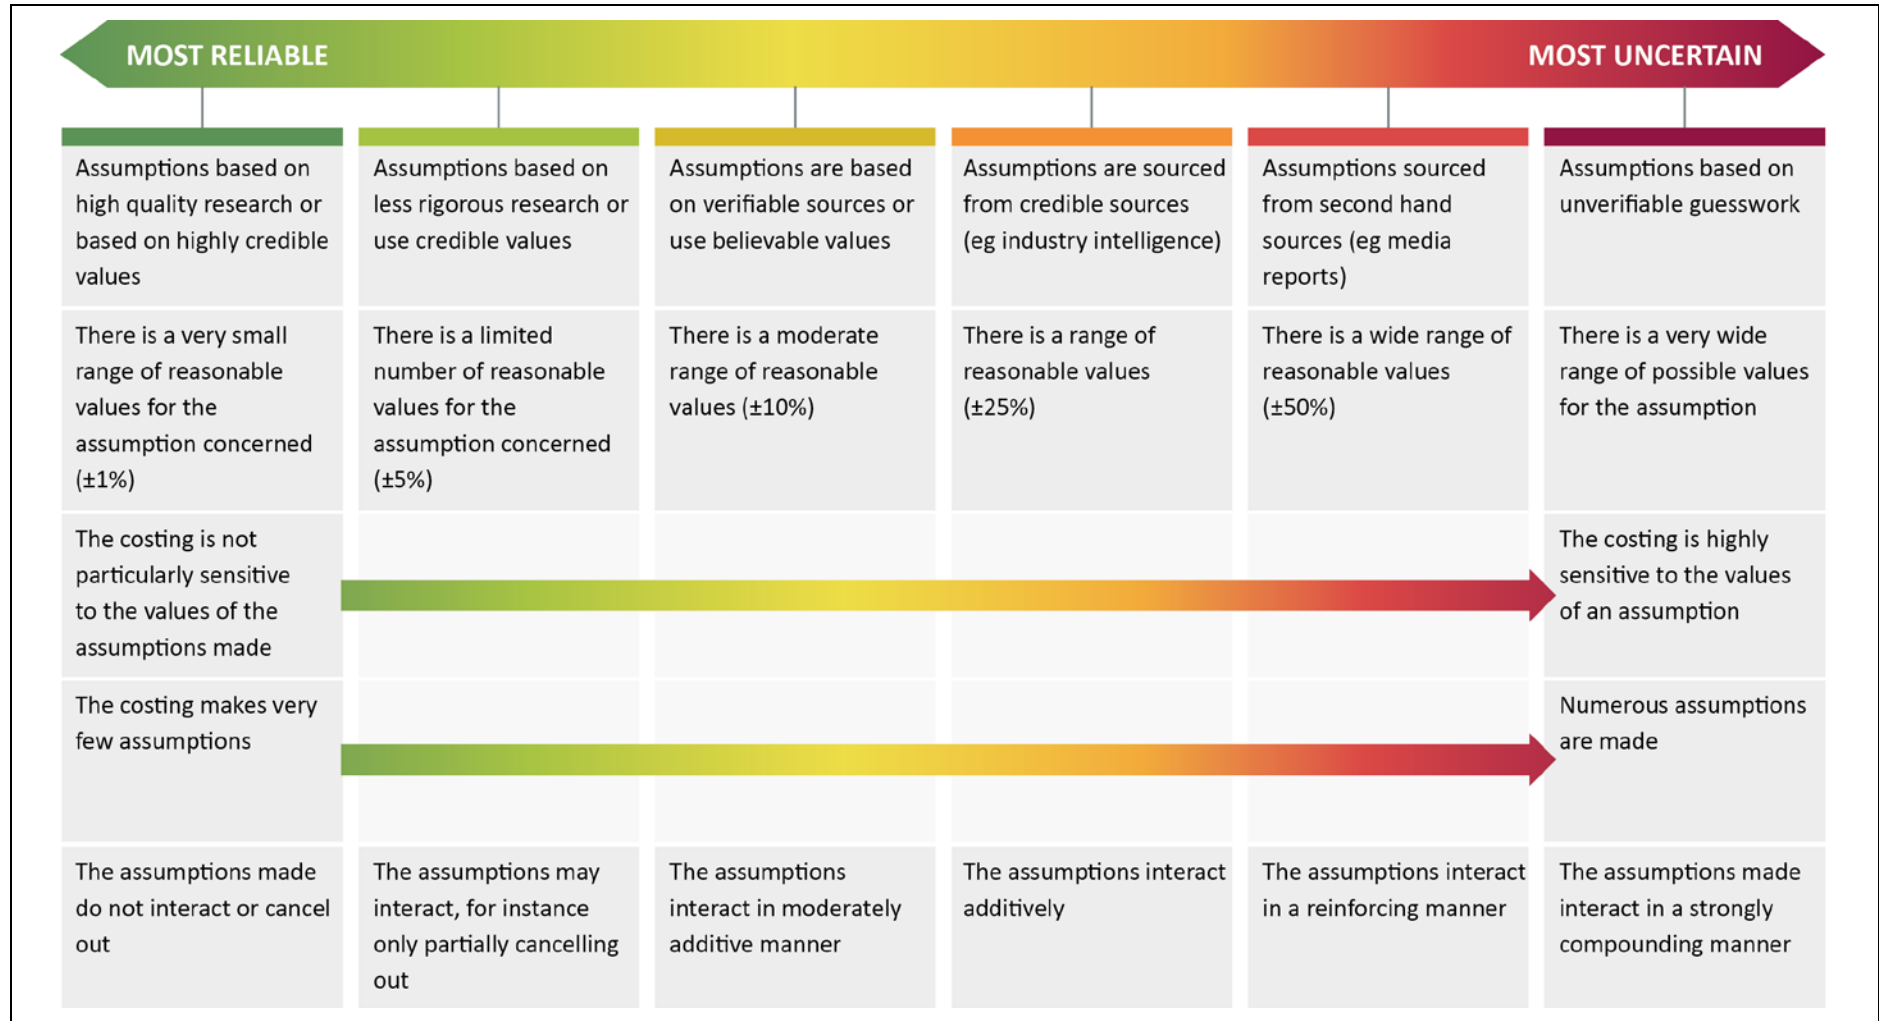 MOST RELIABLE
MOST UNCERTAIN
Assumptions based on
high quality research or
based on highly credible
values
Assumptions based on
less rigorous research or
use credible values
Assumptions are based
on verifiable sources or
use believable values
Assumptions are sourced
from credible sources
(eg industry intelligence)
Assumptions sourced
from second hand
sources (eg media
reports)
Assumptions based on
unverifiable guesswork
There is a very small
range of reasonable
values for the
assumption concerned
(±1%)
There is a limited
number of reasonable
values for the
assumption concerned
(±5%)
There is a moderate
range of reasonable
values (±10%)
There is a range of
reasonable values
(±25%)
There is a wide range of
reasonable values
(±50%)
There is a very wide
range of possible values
for the assumption
The costing is not
particularly sensitive
to the values of the
assumptions made
The costing is highly
sensitive to the values
of an assumption
The costing makes very
few assumptions
Numerous assumptions
are made
The assumptions made
do not interact or cancel
out
The assumptions may
interact, for instance
only partially cancelling
out
The assumptions
interact in moderately
additive manner
The assumptions interact
additively
The assumptions interact
in a reinforcing manner
The assumptions made
interact in a strongly
compounding manner